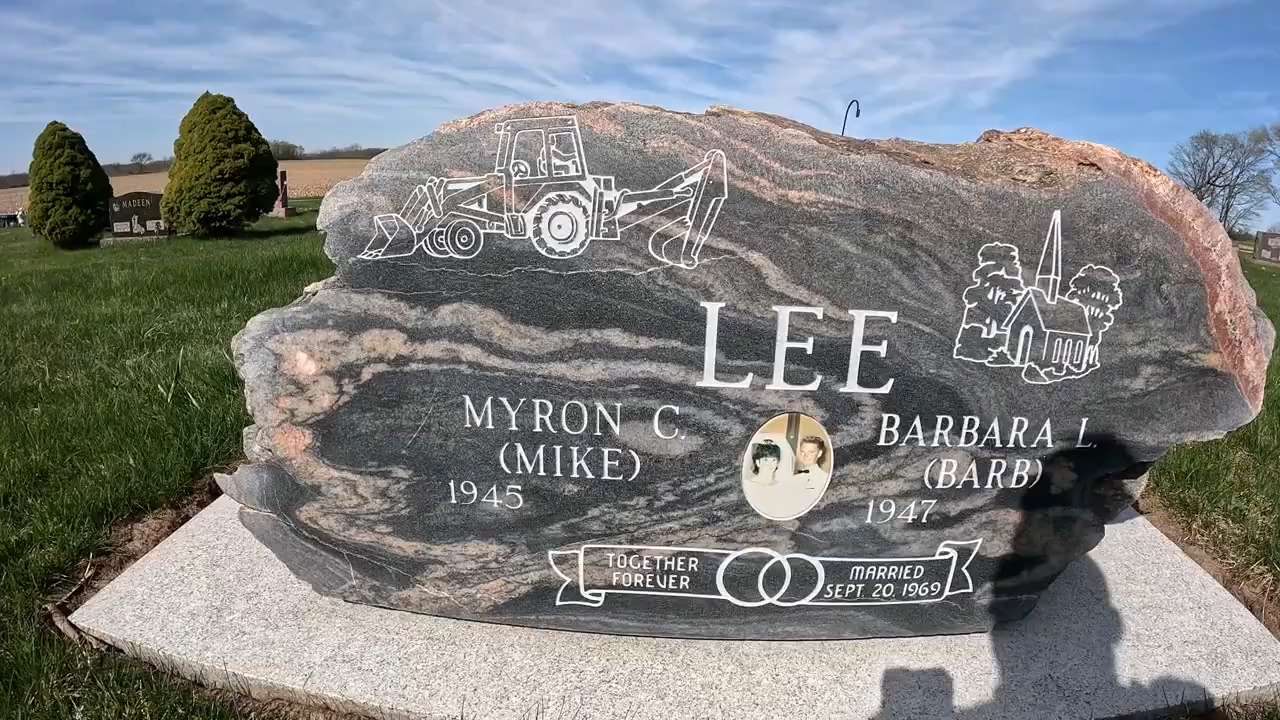 MADEEN
LEE
MYRON C.
(MIKE)
1945
BARBARA L.
(BARB)
1947
TOGETHER
FOREVER
MARRIED
SEPT. 20, 1969